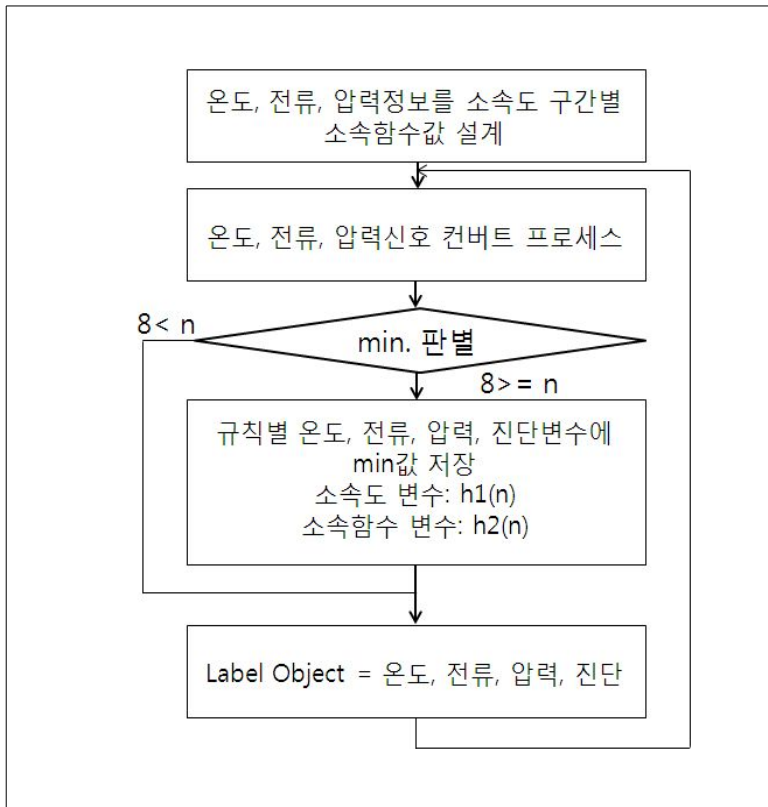 온도, 전류, 압력정보를 소속도 구간별
소속함수값 설계
온도, 전류, 압력신호 컨버트 프로세스
8< n
min. 판별
8>= n
규칙별 온도, 전류, 압력, 진단변수에
min값 저장
소속도 변수: h1(n)
소속함수 변수: h2(n)
Label Object = 온도, 전류, 압력, 진단